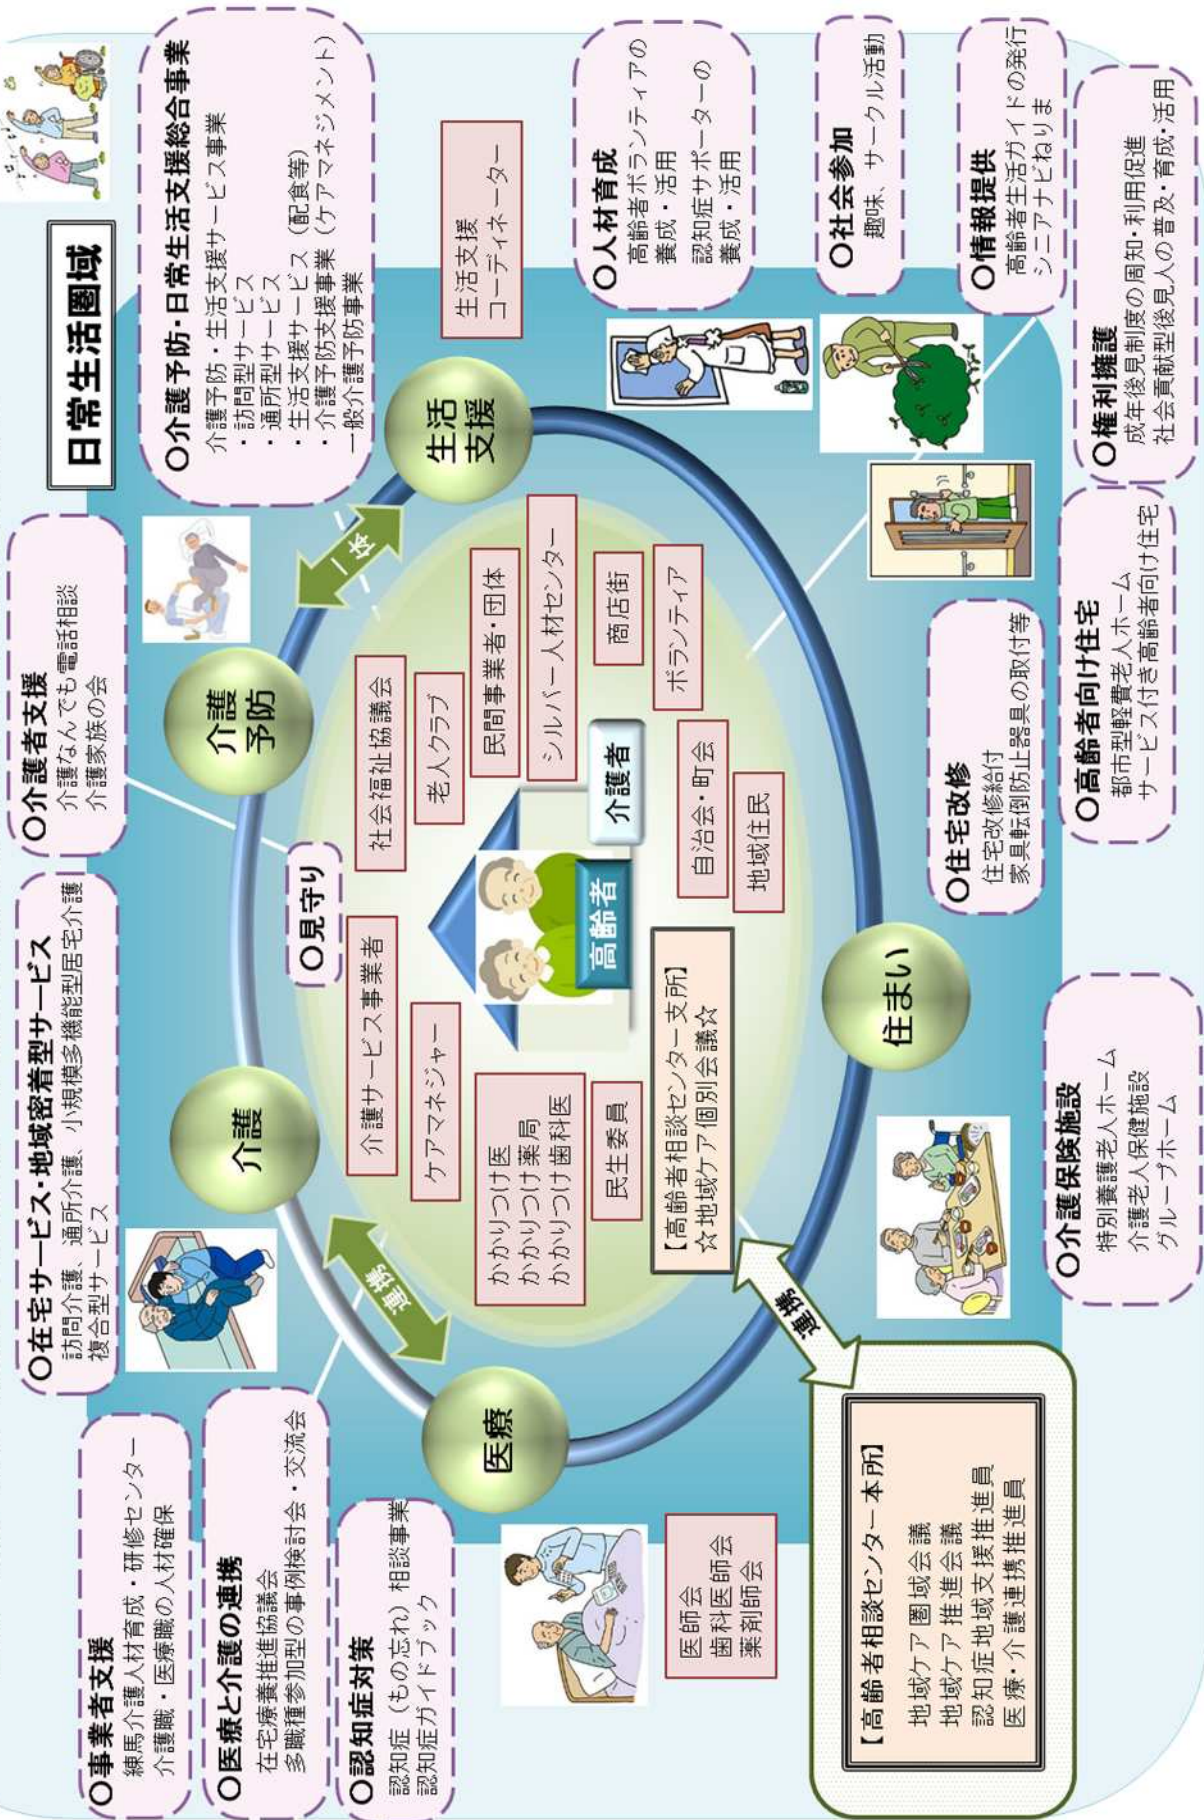 日常生活圏域
〇事業者支援
練馬介護人材育成・研修センター
介護職・医療職の人材確保
〇在宅サービス・地域密着型サービス
訪問介護、通所介護、小規模多機能型居宅介護
複合型サービス
〇介護者支援
介護なんでも電話相談
介護家族の会
〇介護予防・日常生活支援総合事業
介護予防・生活支援サービス事業
・訪問型サービス
・通所型サービス
・生活支援サービス（配食等）
・介護予防支援事業（ケアマネジメント）
一般介護予防事業
〇医療と介護の連携
在宅療養推進協議会
多職種参加型の事例検討会・交流会
〇認知症対策
認知症（もの忘れ）相談事業
認知症ガイドブック
医師会
歯科医師会
薬剤師会
医療
連携
介護
〇見守り
介護予防
一体
生活支援
生活支援
コーディネーター
介護サービス事業者
ケアマネジャー
かかりつけ医
かかりつけ薬局
かかりつけ歯科医
民生委員
社会福祉協議会
老人クラブ
民間事業者・団体
シルバー人材センター
商店街
ボランティア
高齢者
介護者
自治会・町会
地域住民
【高齢者相談センター支所】
☆地域ケア個別会議☆
連携
【高齢者相談センター本所】
地域ケア圏域会議
地域ケア推進会議
認知症地域支援推進員
医療・介護連携推進員
住まい
〇介護保険施設
特別養護老人ホーム
介護老人保健施設
グループホーム
〇住宅改修
住宅改修給付
家具転倒防止器具の取付等
〇高齢者向け住宅
都市型軽費老人ホーム
サービス付き高齢者向け住宅
〇人材育成
高齢者ボランティアの
養成・活用
認知症サポーターの
養成・活用
〇社会参加
趣味、サークル活動
〇情報提供
高齢者生活ガイドの発行
シニアナビねりま
〇権利擁護
成年後見制度の周知・利用促進
社会貢献型後見人の普及・育成・活用